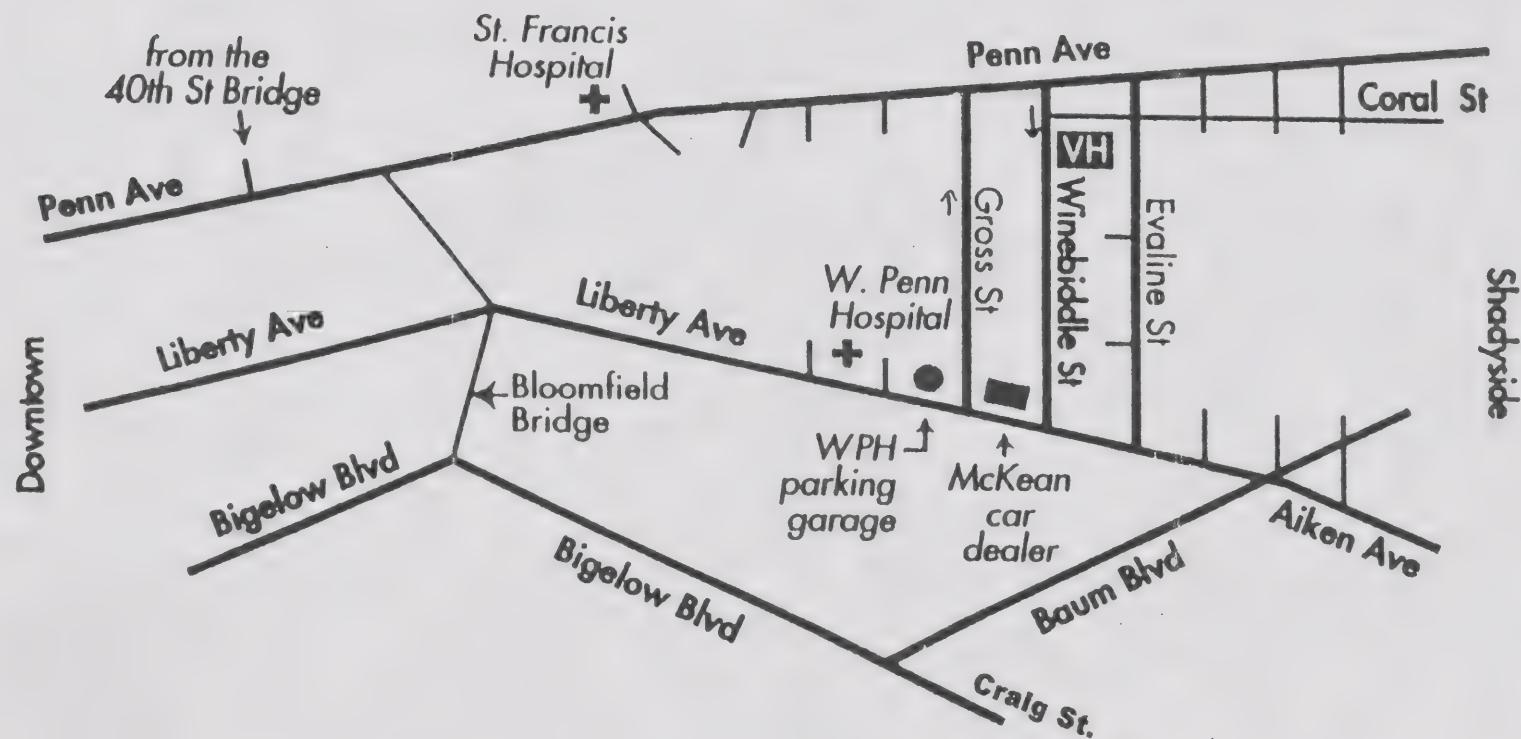 from the
40th St Bridge
St. Francis
Hospital
Penn Ave
Coral St
Penn Ave
VH
Winebiddle St
Gross St
Evaline St
W. Penn
Hospital
Liberty Ave
Liberty Ave
Shadyside
Downtown
Bloomfield
Bridge
WPH
parking
garage
McKean
car
dealer
Bigelow Blvd
Bigelow Blvd
Baum Blvd
Aiken Ave
Craig St.